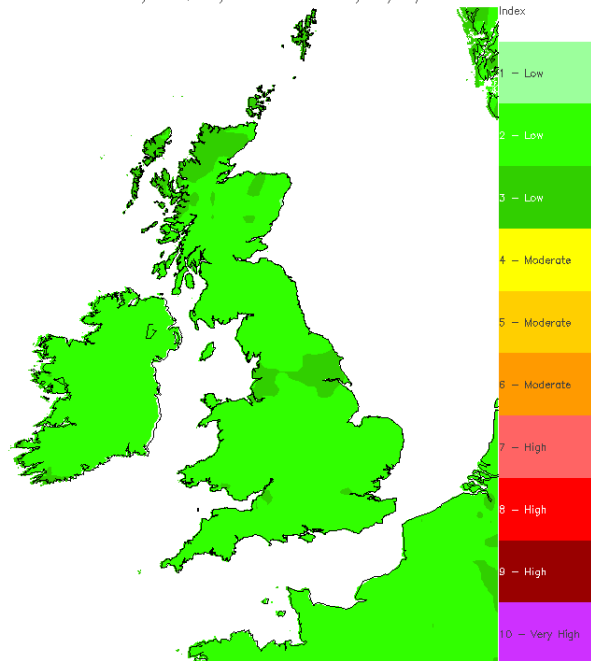 Index
1 – Low
2 – Low
3 – Low
4 – Moderate
5 – Moderate
6 – Moderate
7 – High
8 – High
9 – High
10 – Very High